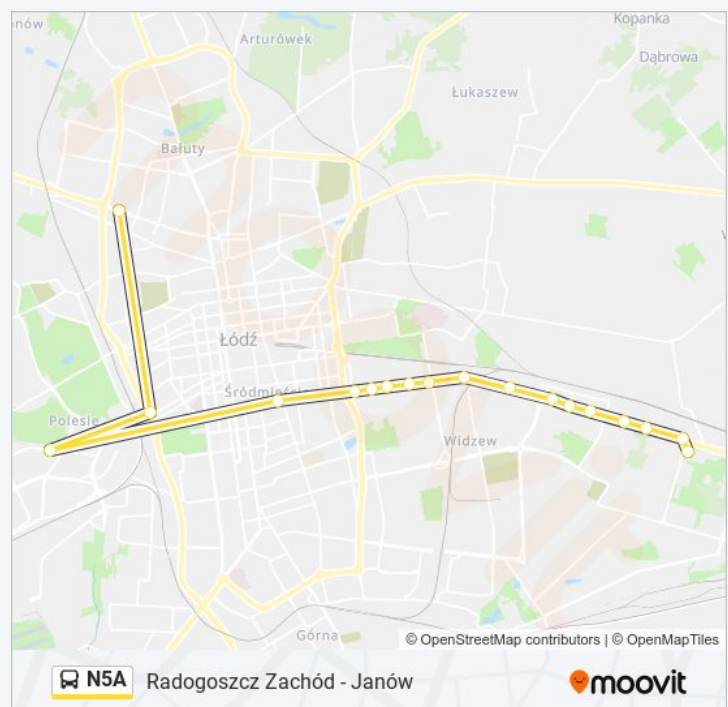 nów
Arturówek
Kopanka
Dąbrowa
Łukaszew
Bałuty
Łódź
Śródmieście
Polesie
Widzew
Górna
© OpenStreetMap contributors | © OpenMapTiles
N5A Radogoszcz Zachód - Janów
moovit